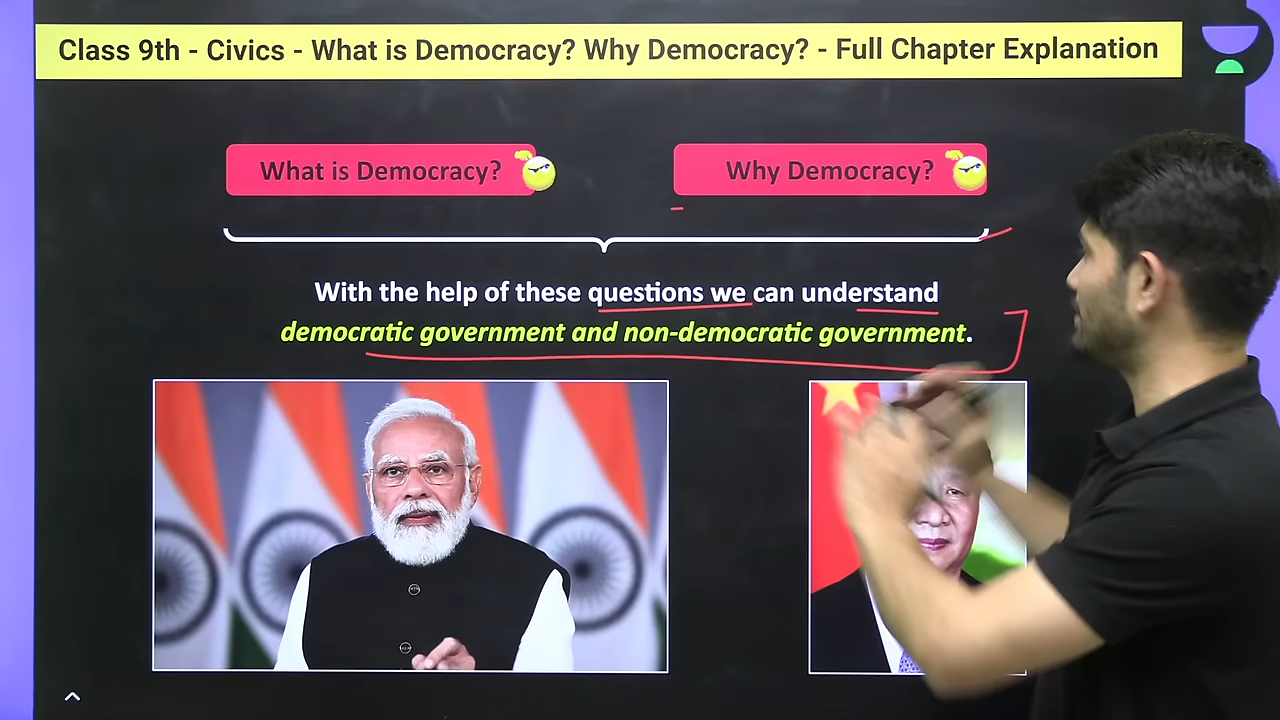 Class 9th - Civics - What is Democracy? Why Democracy? - Full Chapter Explanation
What is Democracy?
Why Democracy?
With the help of these questions we can understand
democratic government and non-democratic government.